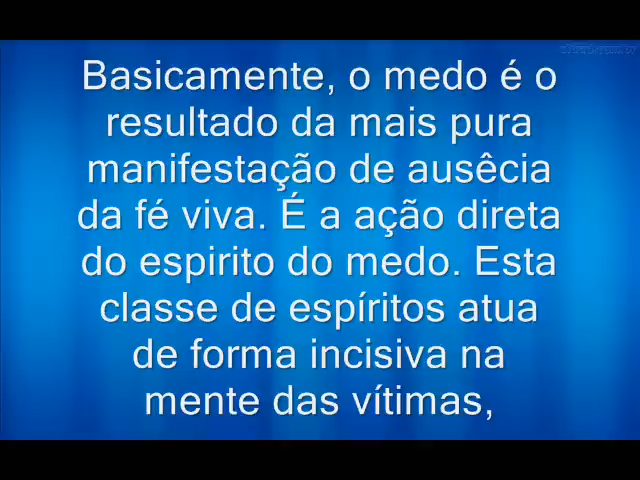 Basicamente, o medo é o
resultado da mais pura
manifestação de ausêcia
da fé viva. É a ação direta
do espirito do medo. Esta
classe de espíritos atua
de forma incisiva na
mente das vítimas,